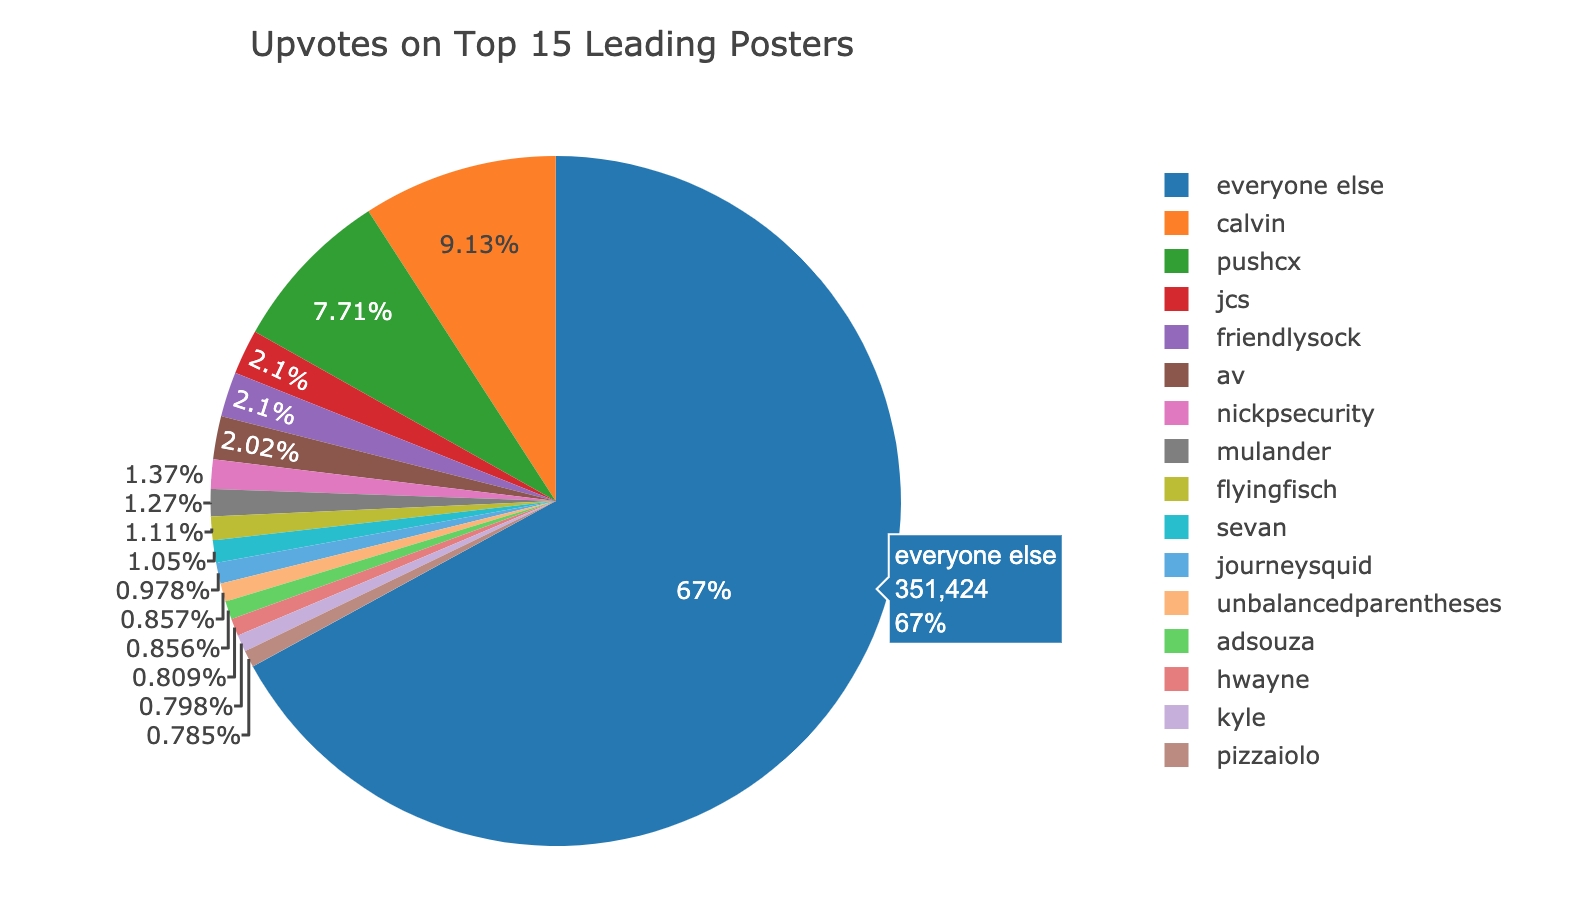 Upvotes on Top 15 Leading Posters
9.13%
7.71%
2.1%
2.1%
2.02%
1.37%
1.27%
1.11%
1.05%
0.978%
0.857%
0.856%
0.809%
0.798%
0.785%
67%
everyone else
351,424
67%
everyone else
calvin
pushcx
jcs
friendlysock
av
nickpsecurity
mulander
flyingfisch
sevan
journeysquid
unbalancedparentheses
adsouza
hwayne
kyle
pizzaiolo